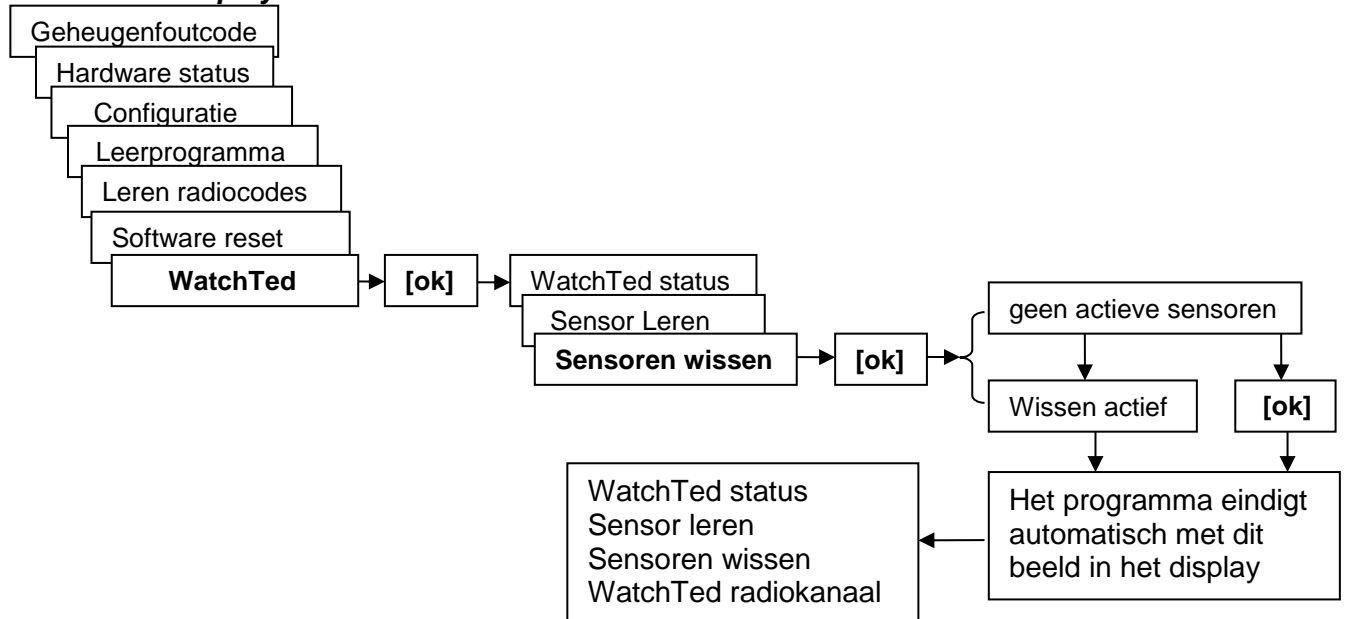 Geheugenfoutcode
Hardware status
Configuratie
Leerprogramma
Leren radiocodes
Software reset
WatchTed
[ok]
WatchTed status
Sensor Leren
Sensoren wissen
[ok]
geen actieve sensoren
Wissen actief
[ok]
Het programma eindigt
automatisch met dit
beeld in het display
WatchTed status
Sensor leren
Sensoren wissen
WatchTed radiokanaal